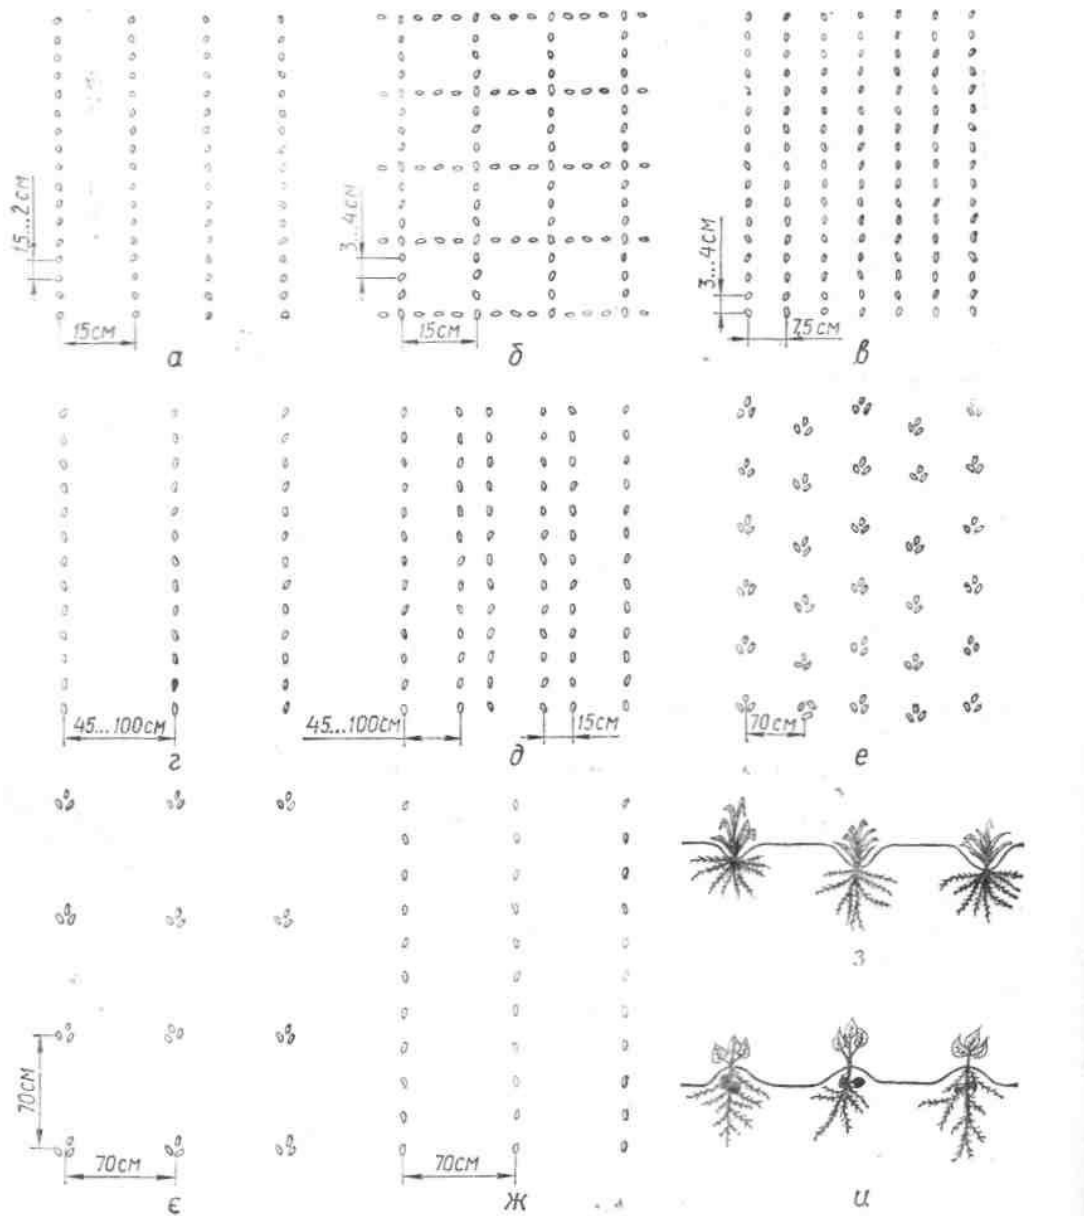 1,5...2 см
15 см
а
3...4 см
15 см
б
3...4 см
7,5 см
в
45...100 см
г
45...100 см
15 см
д
70 см
е
70 см
70 см
є
70 см
ж
з
и